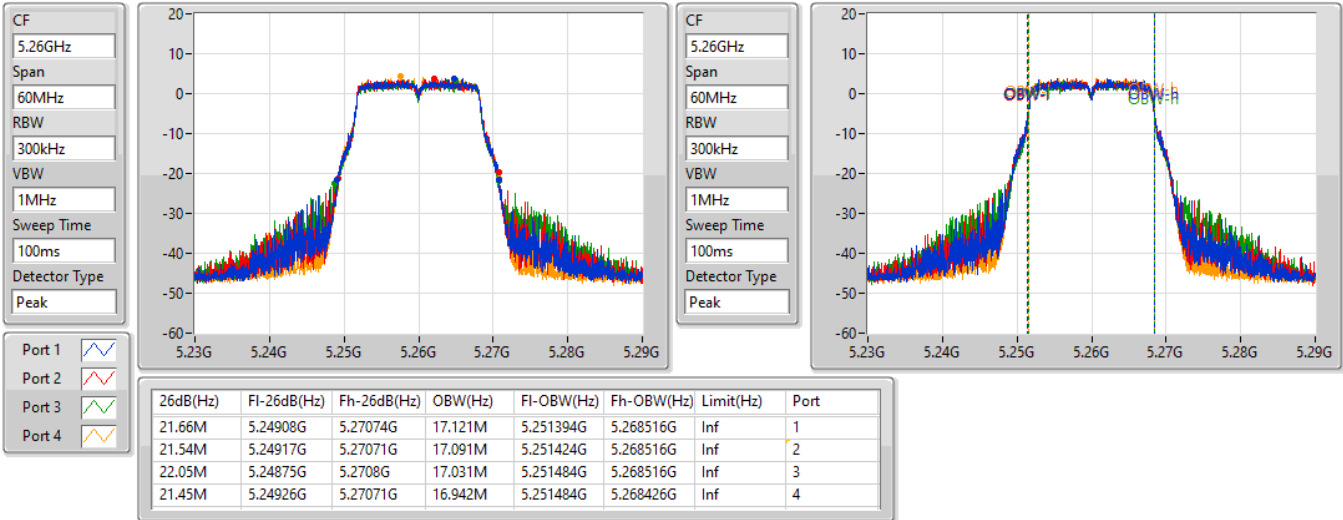 CF
5.26GHz
Span
60MHz
RBW
300kHz
VBW
1MHz
Sweep Time
100ms
Detector Type
Peak
20
10
0
-10
-20
-30
-40
-50
-60
5.23G 5.24G 5.25G 5.26G 5.27G 5.28G 5.29G
CF
5.26GHz
Span
60MHz
RBW
300kHz
VBW
1MHz
Sweep Time
100ms
Detector Type
Peak
20
10
0
-10
-20
-30
-40
-50
-60
OBW-l OBW-h
OBW-h
5.23G 5.24G 5.25G 5.26G 5.27G 5.28G 5.29G
Port 1
Port 2
Port 3
Port 4
26dB(Hz) Fl-26dB(Hz) Fh-26dB(Hz) OBW(Hz) Fl-OBW(Hz) Fh-OBW(Hz) Limit(Hz) Port
21.66M 5.24908G 5.27074G 17.121M 5.251394G 5.268516G Inf 1
21.54M 5.24917G 5.27071G 17.091M 5.251424G 5.268516G Inf 2
22.05M 5.24875G 5.2708G 17.031M 5.251484G 5.268516G Inf 3
21.45M 5.24926G 5.27071G 16.942M 5.251484G 5.268426G Inf 4